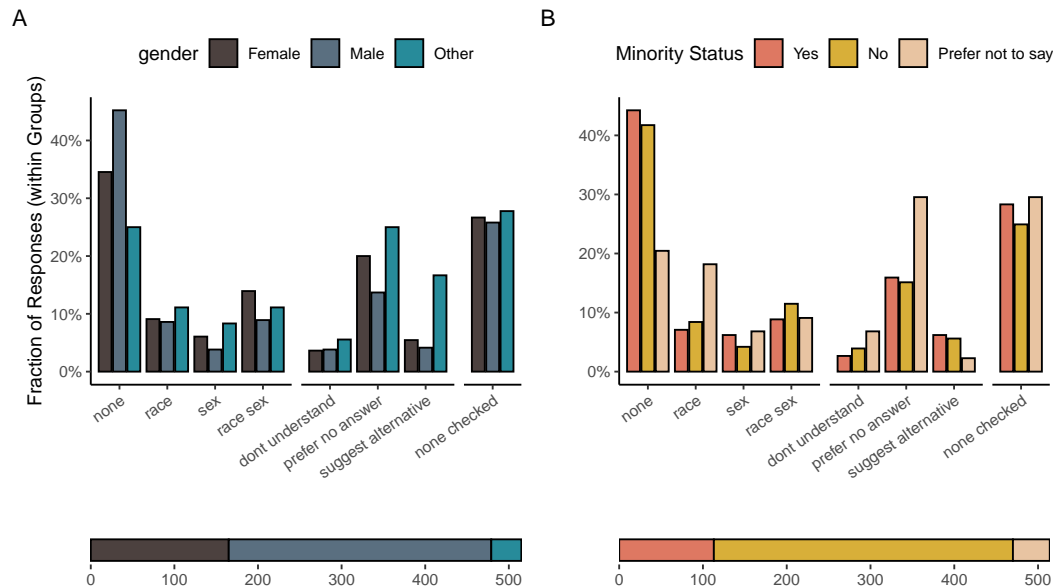 A
gender Female Male Other
Fraction of Responses (within Groups)
40%
30%
20%
10%
0%
none
race
sex
race sex
dont understand
prefer no answer
suggest alternative
none checked
0 100 200 300 400 500
B
Minority Status Yes No Prefer not to say
40%
30%
20%
10%
0%
none
race
sex
race sex
dont understand
prefer no answer
suggest alternative
none checked
0 100 200 300 400 500